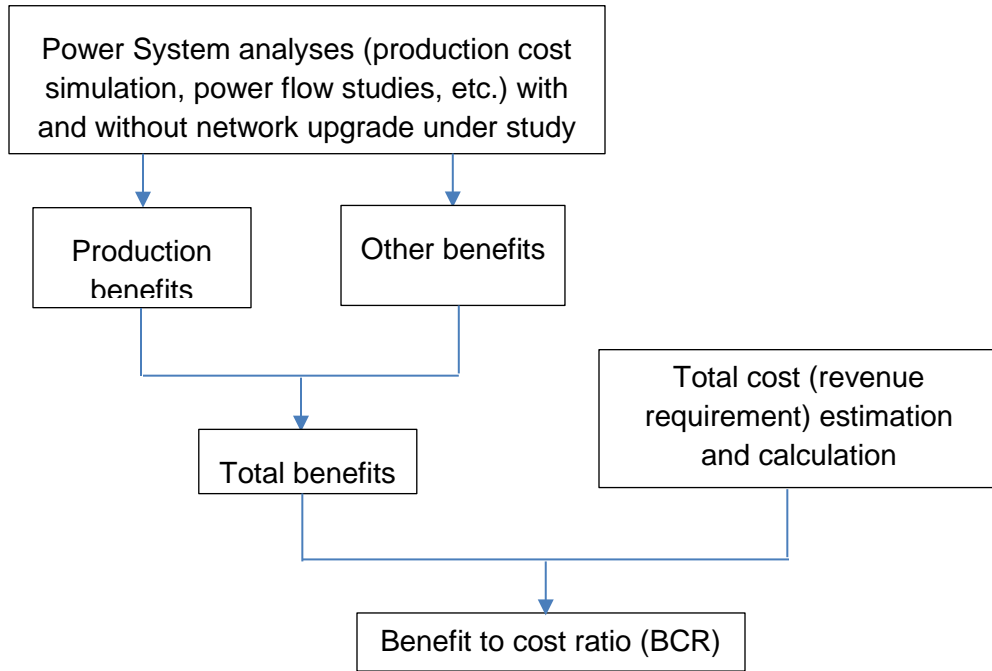 Power System analyses (production cost
simulation, power flow studies, etc.) with
and without network upgrade under study
Production
benefits
Other benefits
Total cost (revenue
requirement) estimation
and calculation
Total benefits
Benefit to cost ratio (BCR)